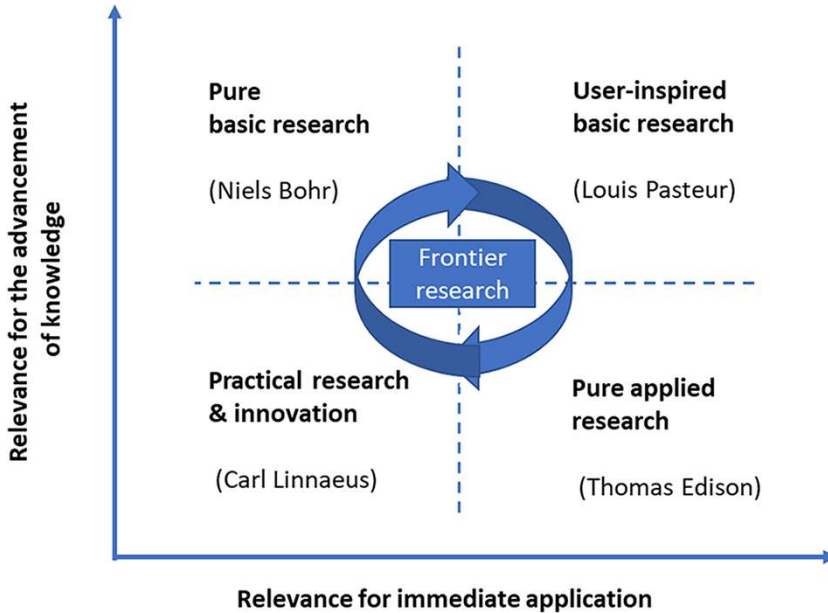 Relevance for the advancement
of knowledge
Pure
basic research
(Niels Bohr)
User-inspired
basic research
(Louis Pasteur)
Frontier
research
Practical research
& innovation
(Carl Linnaeus)
Pure applied
research
(Thomas Edison)
Relevance for immediate application